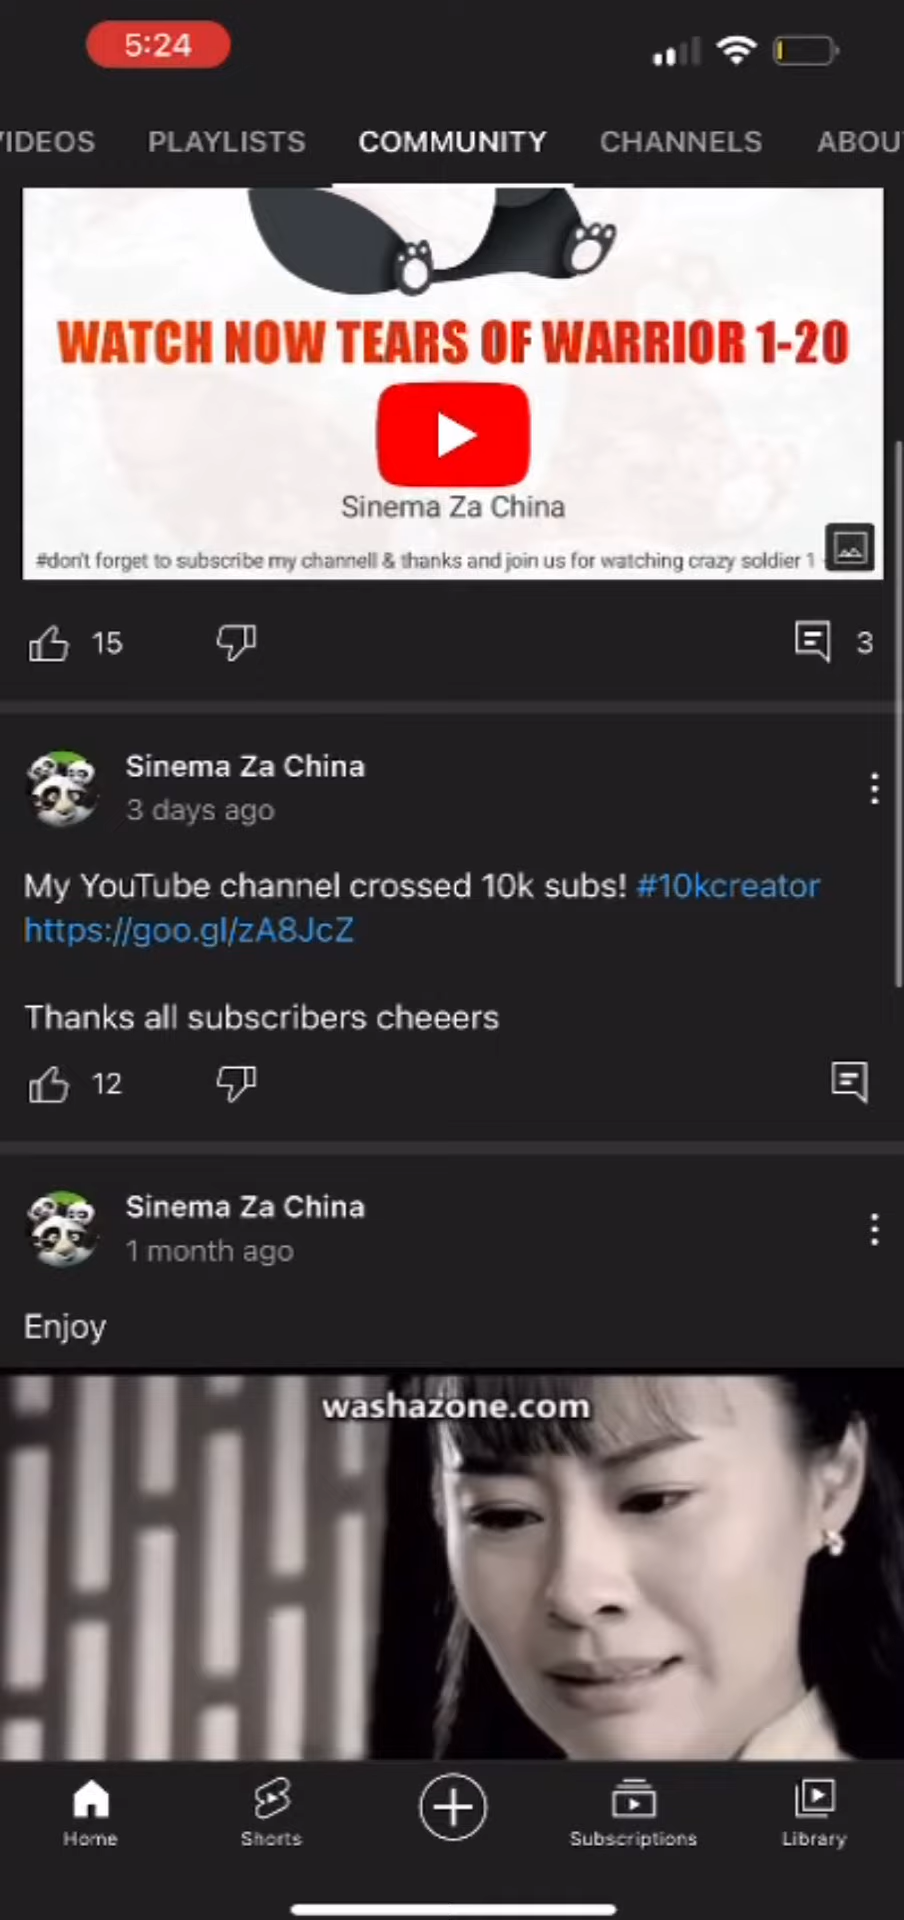 5:24
VIDEOS PLAYLISTS COMMUNITY CHANNELS ABOU
WATCH NOW TEARS OF WARRIOR 1-20
Sinema Za China
#don't forget to subscribe my channell & thanks and join us for watching crazy soldier 1 -
15
3
Sinema Za China
3 days ago
My YouTube channel crossed 10k subs! #10kcreator
https://goo.gl/zA8JcZ
Thanks all subscribers cheeers
12
Sinema Za China
1 month ago
Enjoy
washazone.com
Home Shorts Subscriptions Library